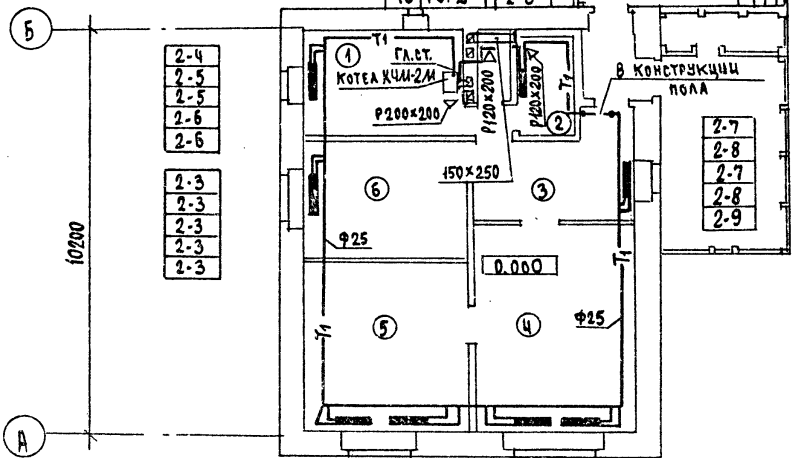 Б
2-4
2-5
2-5
2-6
2-6
2-3
2-3
2-3
2-3
2-3
10200
А
1
Т1
ГЛ.СТ.
КОТЕЛ КЧМ-2М
Р200×200
Р120×200
Р120×200
Т1
2
В КОНСТРУКЦИИ
ПОЛА
150×250
6
3
Ф25
0.000
Т1
5
4
Ф25
Т1
2-7
2-8
2-7
2-8
2-9